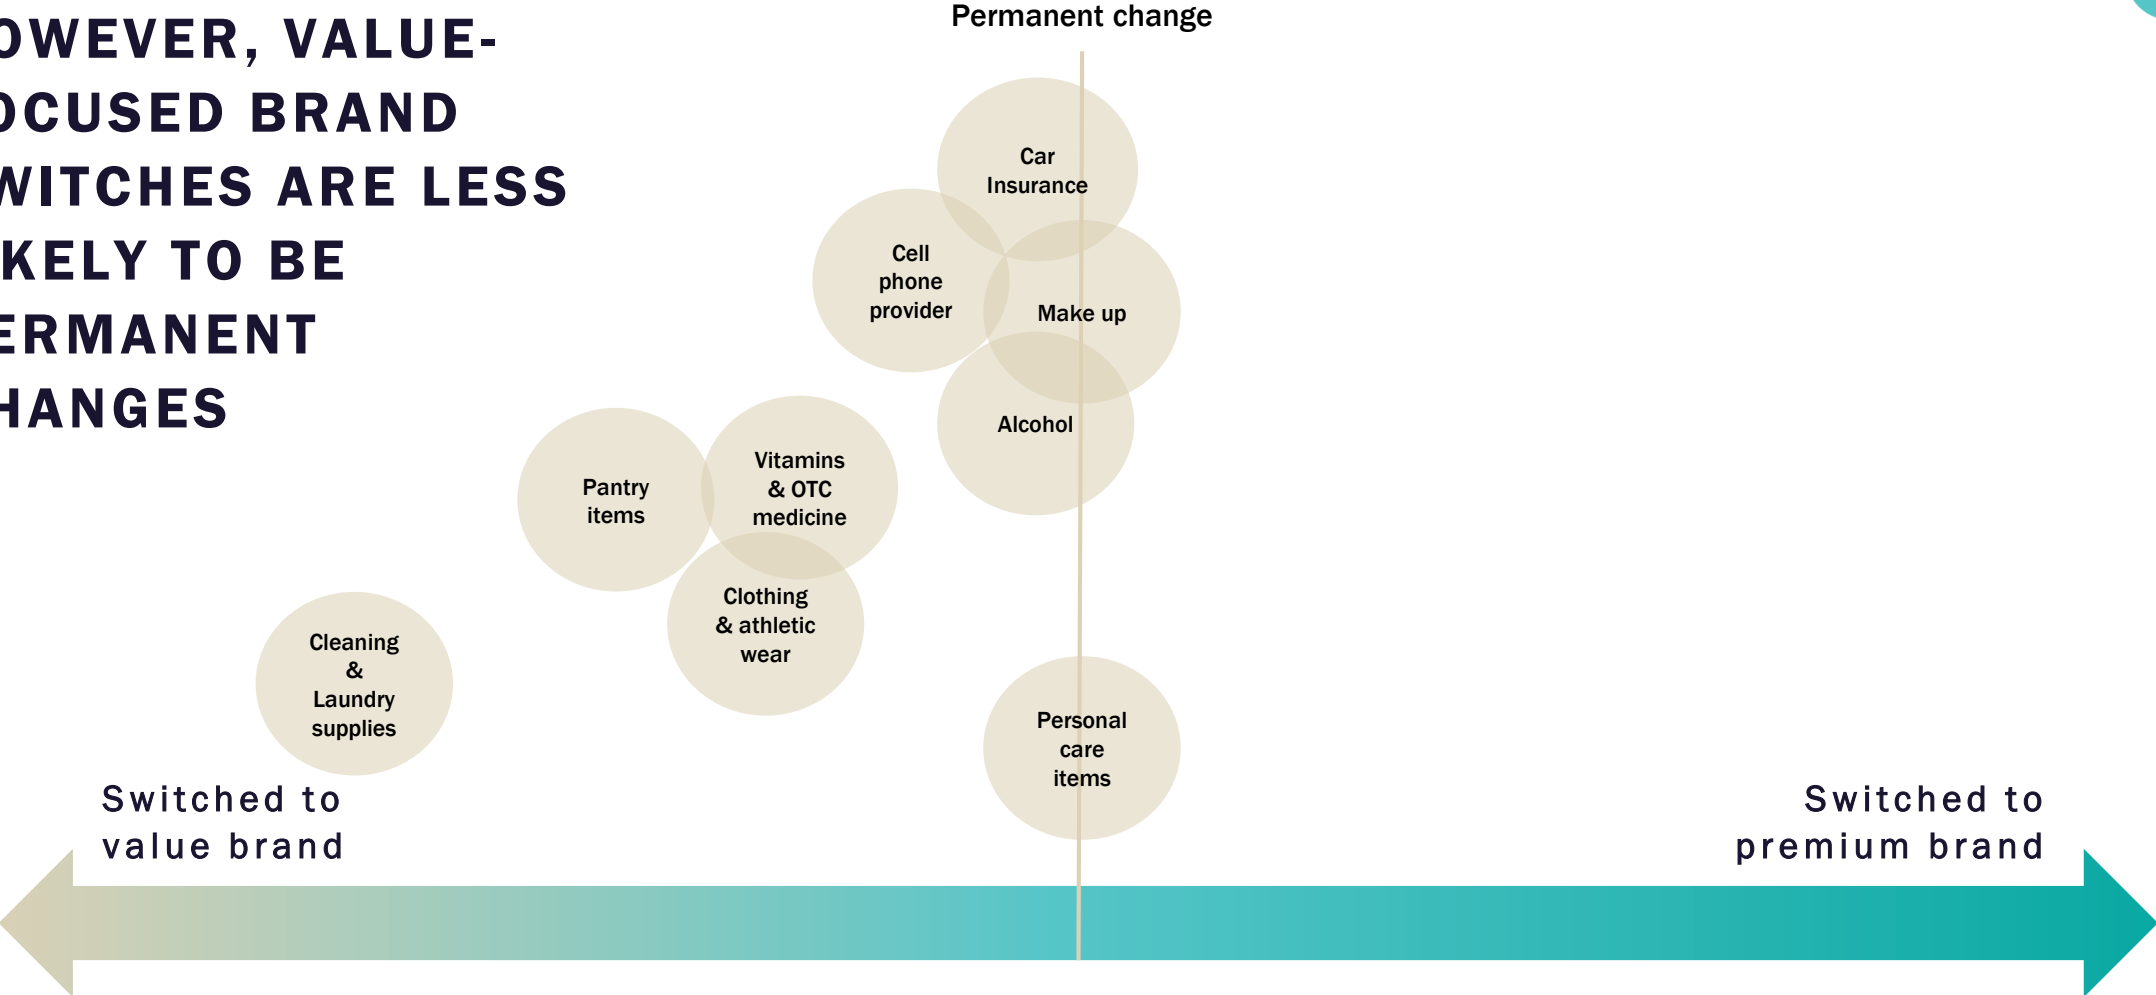 OWEVER, VALUE-
OCUSED BRAND
WITCHES ARE LESS
IKELY TO BE
ERMANENT
HANGES
Permanent change
Car
Insurance
Cell
phone
provider
Make up
Alcohol
Pantry
items
Vitamins
& OTC
medicine
Clothing
& athletic
wear
Cleaning
&
Laundry
supplies
Personal
care
items
Switched to
value brand
Switched to
premium brand